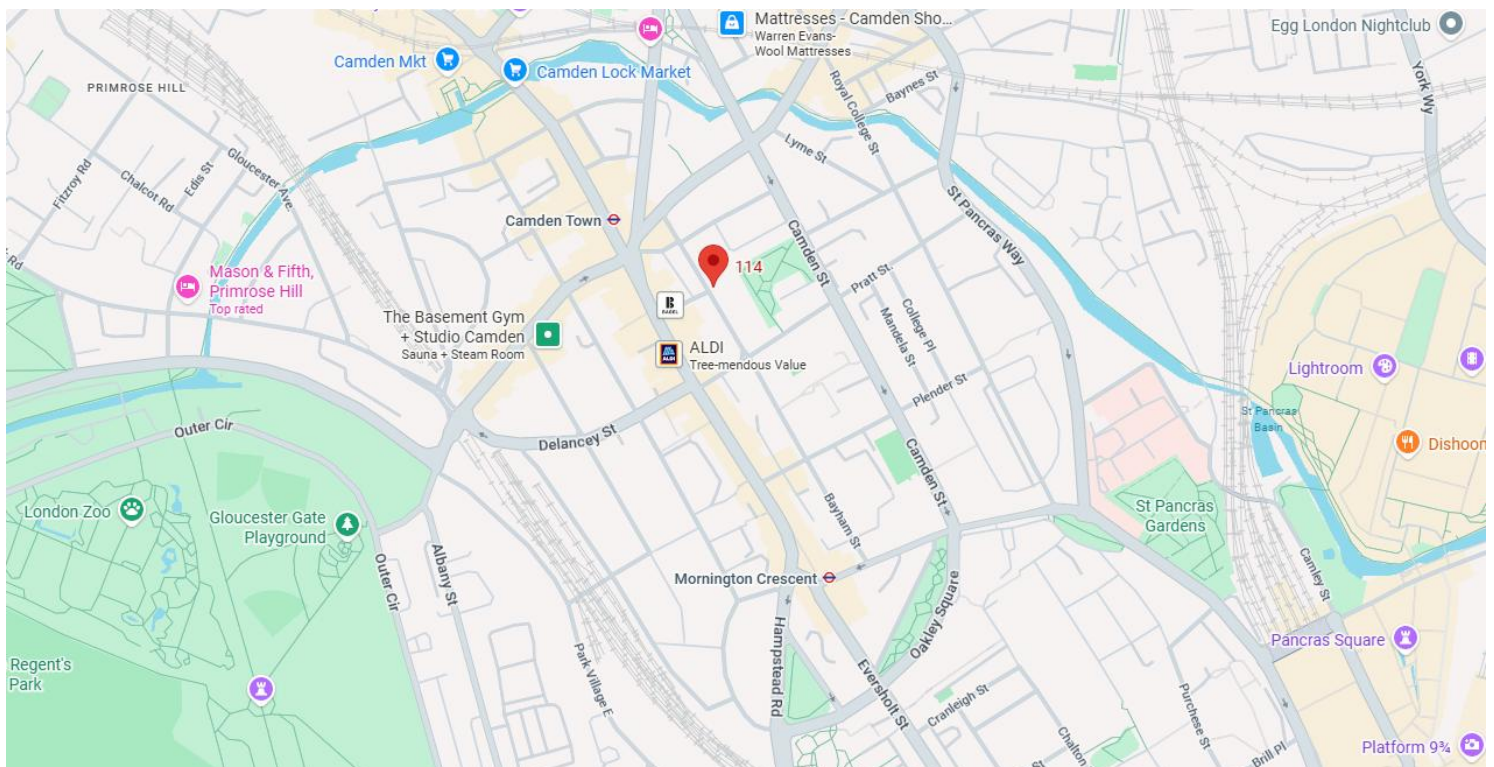 Mattresses - Camden Sho...
Warren Evans-
Wool Mattresses
Egg London Nightclub
Camden Mkt
Camden Lock Market
PRIMROSE HILL
York Wy
Royal College St
Baynes St
Lyme St
Gloucester Ave.
Edis St
Chalcot Rd
Fitzroy Rd
Camden Town
St Pancras Way
Camden St
114
Mason & Fifth,
Primrose Hill
Top rated
Pratt St.
College Pl
Mandela St
BAGEL
The Basement Gym
+ Studio Camden
Sauna + Steam Room
ALDI
ALDI
Tree-mendous Value
Plender St
Lightroom
St Pancras
Basin
Outer Cir
Delancey St
Camden St
Dishoom
London Zoo
Gloucester Gate
Playground
Bayham St
St Pancras
Gardens
Outer Cir
Albany St
Mornington Crescent
Oakley Square
Camley St
Hampstead Rd
Pancras Square
Regent's
Park
Park Village E
Eversholt St
Cranleigh St
Chalton
Purchese St
Brill Pl
Platform 9¾